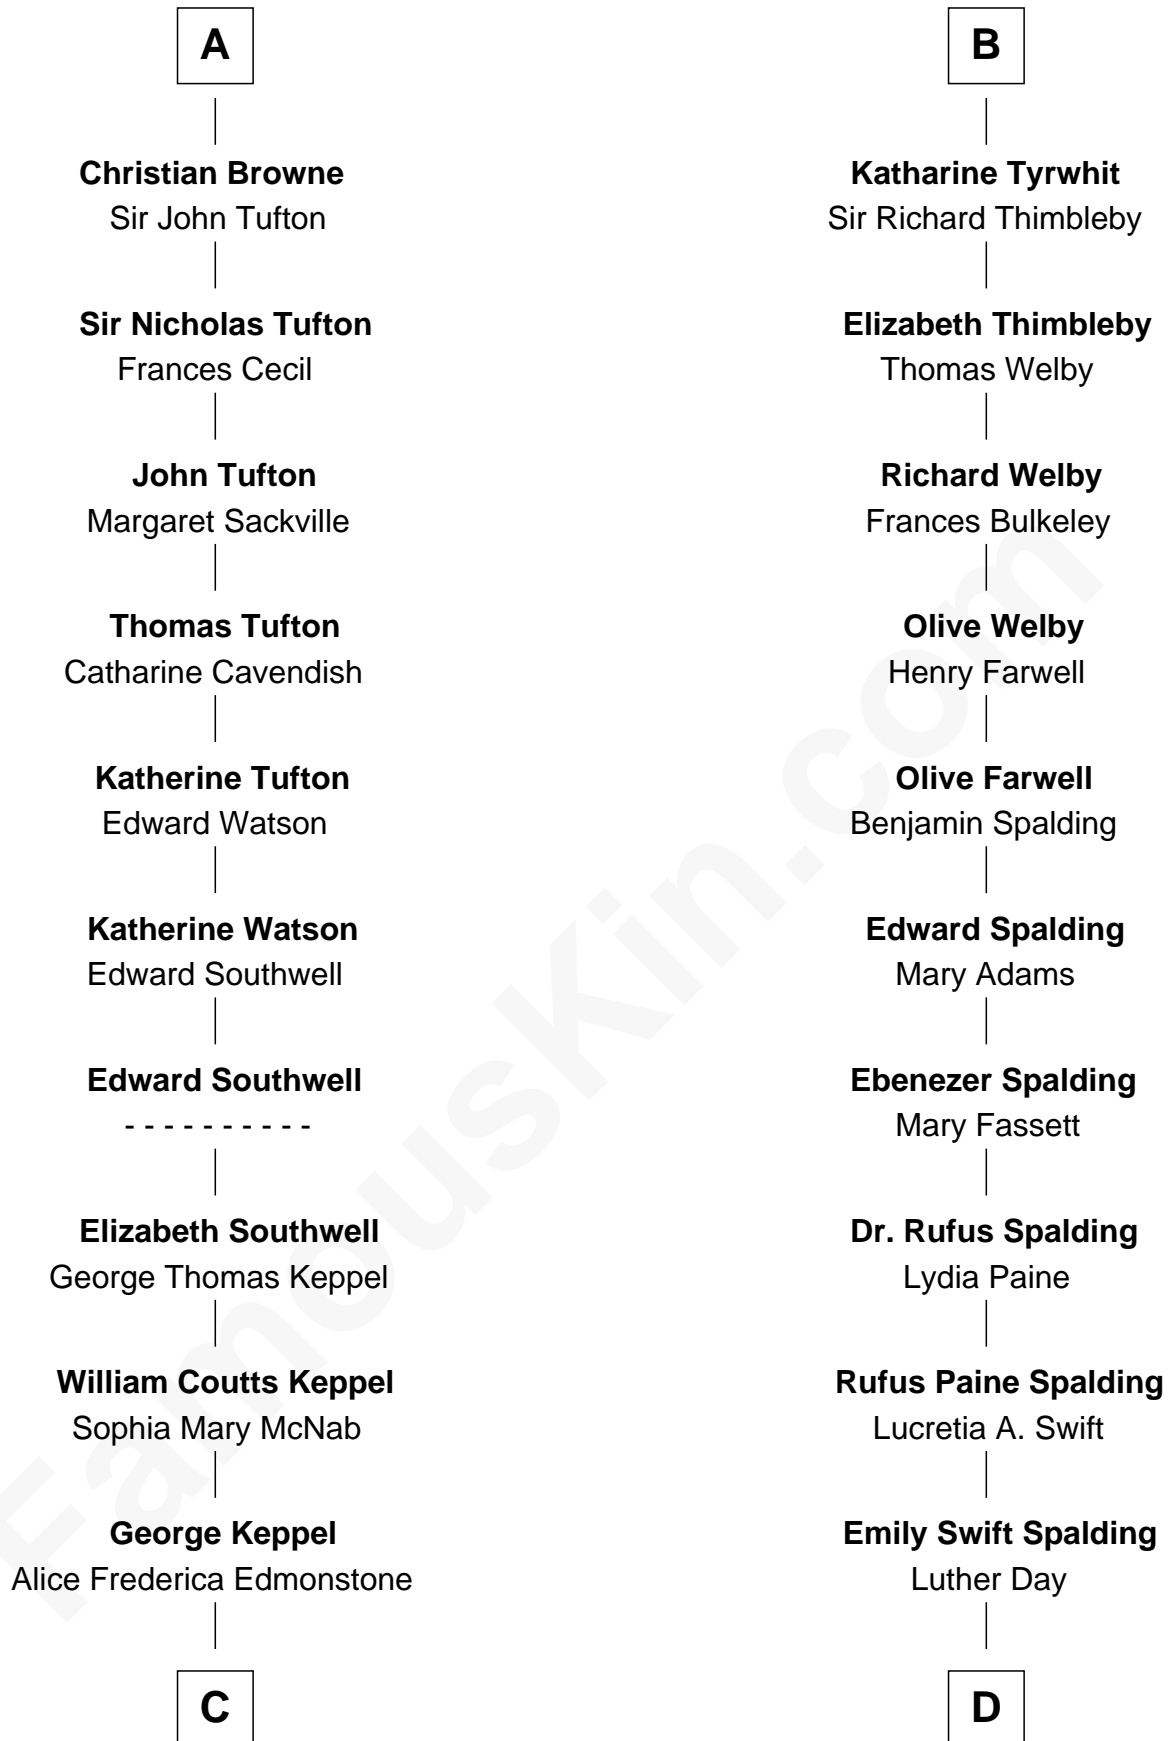 A
Christian Browne
Sir John Tufton
Sir Nicholas Tufton
Frances Cecil
John Tufton
Margaret Sackville
Thomas Tufton
Catharine Cavendish
Katherine Tufton
Edward Watson
Katherine Watson
Edward Southwell
Edward Southwell
- - - - - - - - - -
Elizabeth Southwell
George Thomas Keppel
William Coutts Keppel
Sophia Mary McNab
George Keppel
Alice Frederica Edmonstone
C
B
Katharine Tyrwhit
Sir Richard Thimbleby
Elizabeth Thimbleby
Thomas Welby
Richard Welby
Frances Bulkeley
Olive Welby
Henry Farwell
Olive Farwell
Benjamin Spalding
Edward Spalding
Mary Adams
Ebenezer Spalding
Mary Fassett
Dr. Rufus Spalding
Lydia Paine
Rufus Paine Spalding
Lucretia A. Swift
Emily Swift Spalding
Luther Day
D
FamousKin.com